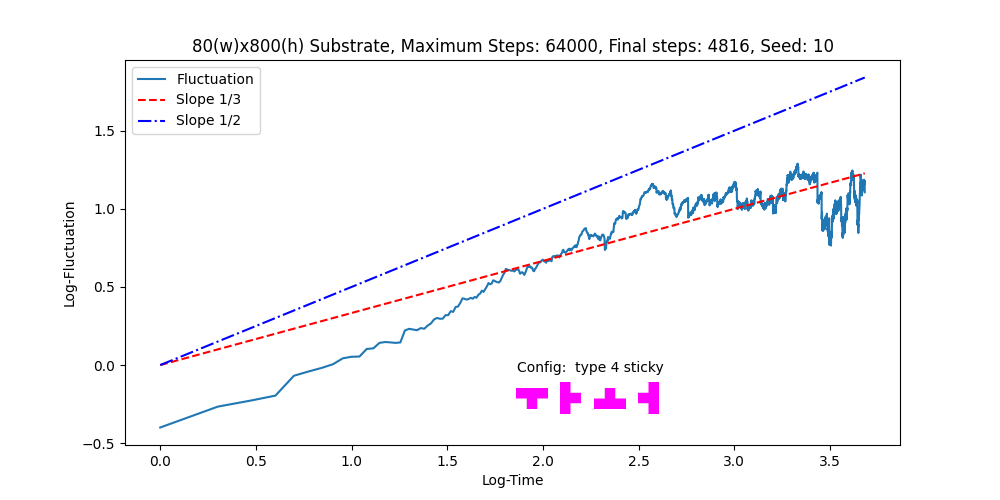 80(w)x800(h) Substrate, Maximum Steps: 64000, Final steps: 4816, Seed: 10
Fluctuation
Slope 1/3
Slope 1/2
1.5
1.0
0.5
0.0
−0.5
Log-Fluctuation
Config:  type 4 sticky
0.0 0.5 1.0 1.5 2.0 2.5 3.0 3.5
Log-Time